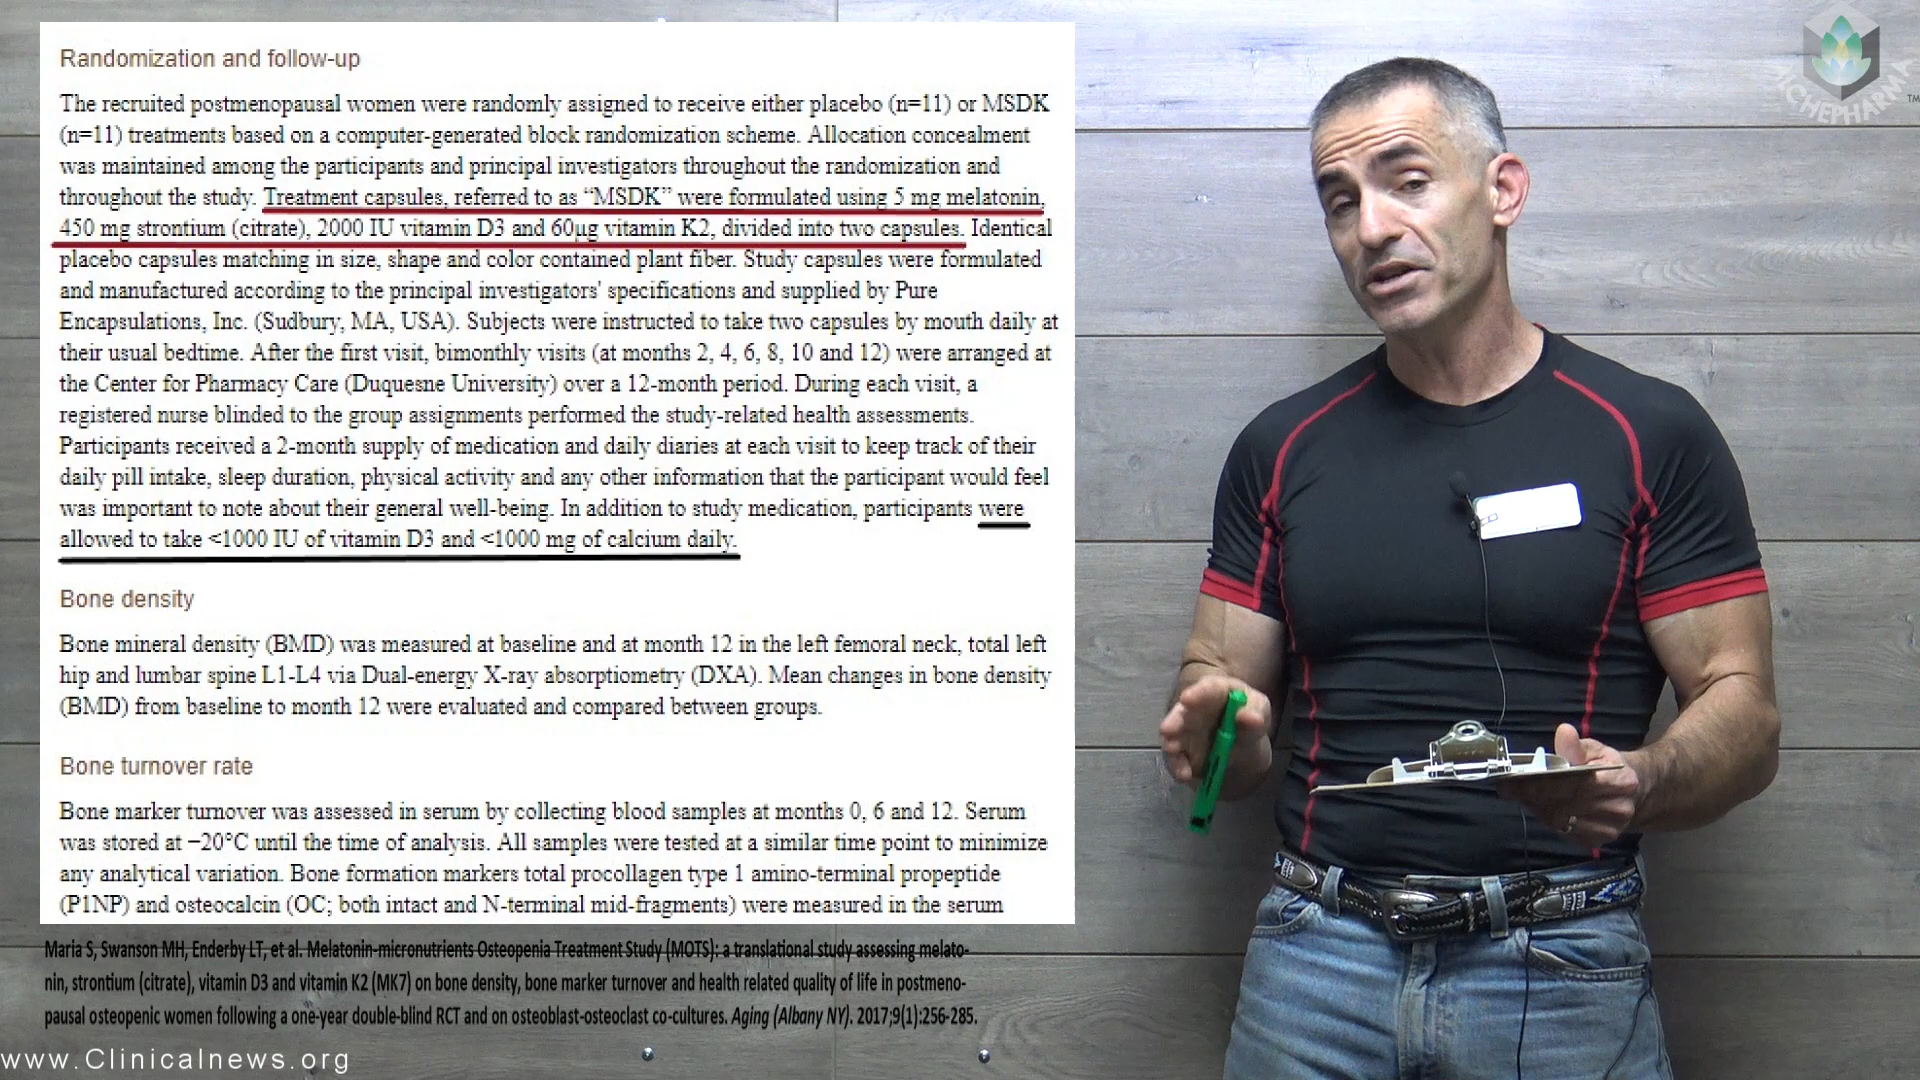 Randomization and follow-up
The recruited postmenopausal women were randomly assigned to receive either placebo (n=11) or MSDK
(n=11) treatments based on a computer-generated block randomization scheme. Allocation concealment
was maintained among the participants and principal investigators throughout the randomization and
throughout the study. Treatment capsules, referred to as “MSDK” were formulated using 5 mg melatonin,
450 mg strontium (citrate), 2000 IU vitamin D3 and 60µg vitamin K2, divided into two capsules. Identical
placebo capsules matching in size, shape and color contained plant fiber. Study capsules were formulated
and manufactured according to the principal investigators' specifications and supplied by Pure
Encapsulations, Inc. (Sudbury, MA, USA). Subjects were instructed to take two capsules by mouth daily at
their usual bedtime. After the first visit, bimonthly visits (at months 2, 4, 6, 8, 10 and 12) were arranged at
the Center for Pharmacy Care (Duquesne University) over a 12-month period. During each visit, a
registered nurse blinded to the group assignments performed the study-related health assessments.
Participants received a 2-month supply of medication and daily diaries at each visit to keep track of their
daily pill intake, sleep duration, physical activity and any other information that the participant would feel
was important to note about their general well-being. In addition to study medication, participants were
allowed to take <1000 IU of vitamin D3 and <1000 mg of calcium daily.
Bone density
Bone mineral density (BMD) was measured at baseline and at month 12 in the left femoral neck, total left
hip and lumbar spine L1-L4 via Dual-energy X-ray absorptiometry (DXA). Mean changes in bone density
(BMD) from baseline to month 12 were evaluated and compared between groups.
Bone turnover rate
Bone marker turnover was assessed in serum by collecting blood samples at months 0, 6 and 12. Serum
was stored at −20°C until the time of analysis. All samples were tested at a similar time point to minimize
any analytical variation. Bone formation markers total procollagen type 1 amino-terminal propeptide
(P1NP) and osteocalcin (OC; both intact and N-terminal mid-fragments) were measured in the serum
Maria S, Swanson MH, Enderby LT, et al. Melatonin-micronutrients Osteopenia Treatment Study (MOTS): a translational study assessing melato-
nin, strontium (citrate), vitamin D3 and vitamin K2 (MK7) on bone density, bone marker turnover and health related quality of life in postmeno-
pausal osteopenic women following a one-year double-blind RCT and on osteoblast-osteoclast co-cultures. Aging (Albany NY). 2017;9(1):256-285.
www.Clinicalnews.org
TM